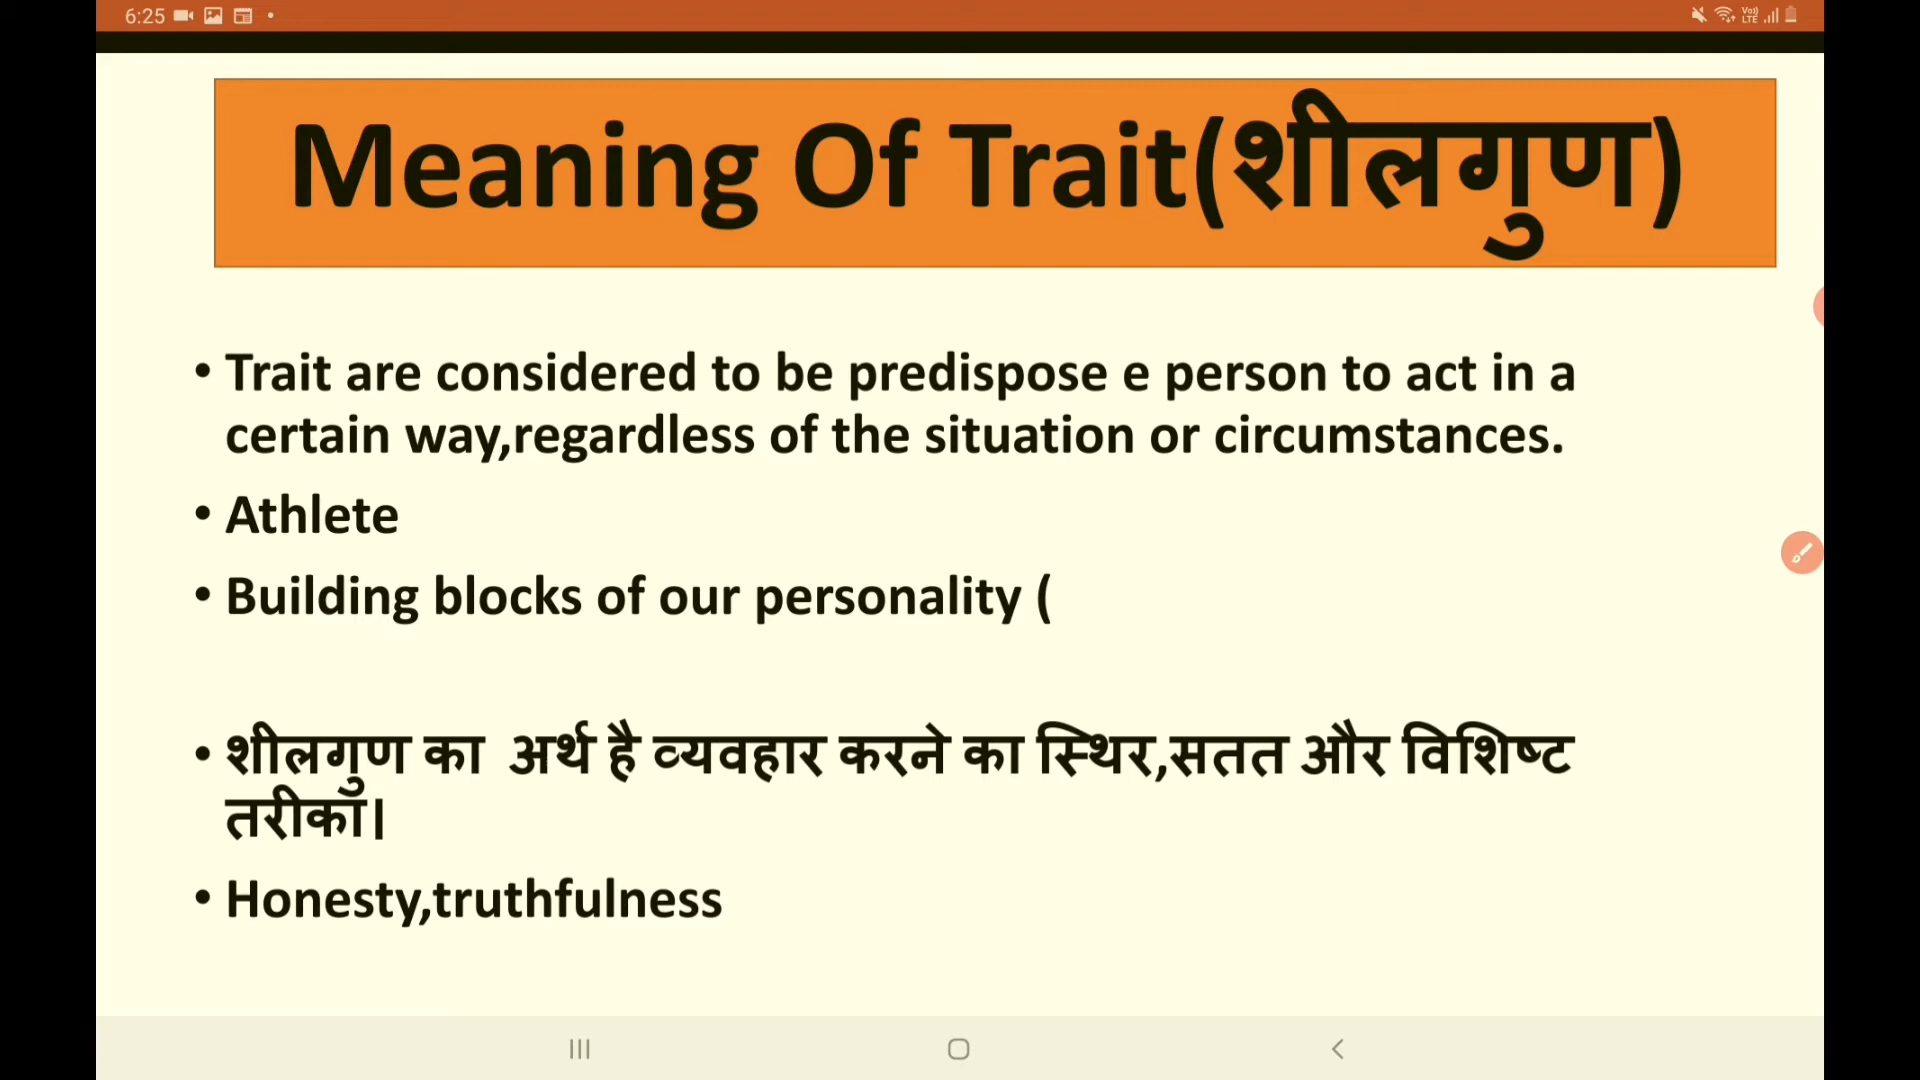 6:25
Vo))
LTE
Meaning Of Trait(शीलगुण)
• Trait are considered to be predispose e person to act in a
certain way,regardless of the situation or circumstances.
• Athlete
• Building blocks of our personality (
• शीलगुण का अर्थ है व्यवहार करने का स्थिर,सतत और विशिष्ट
तरीका।
• Honesty,truthfulness